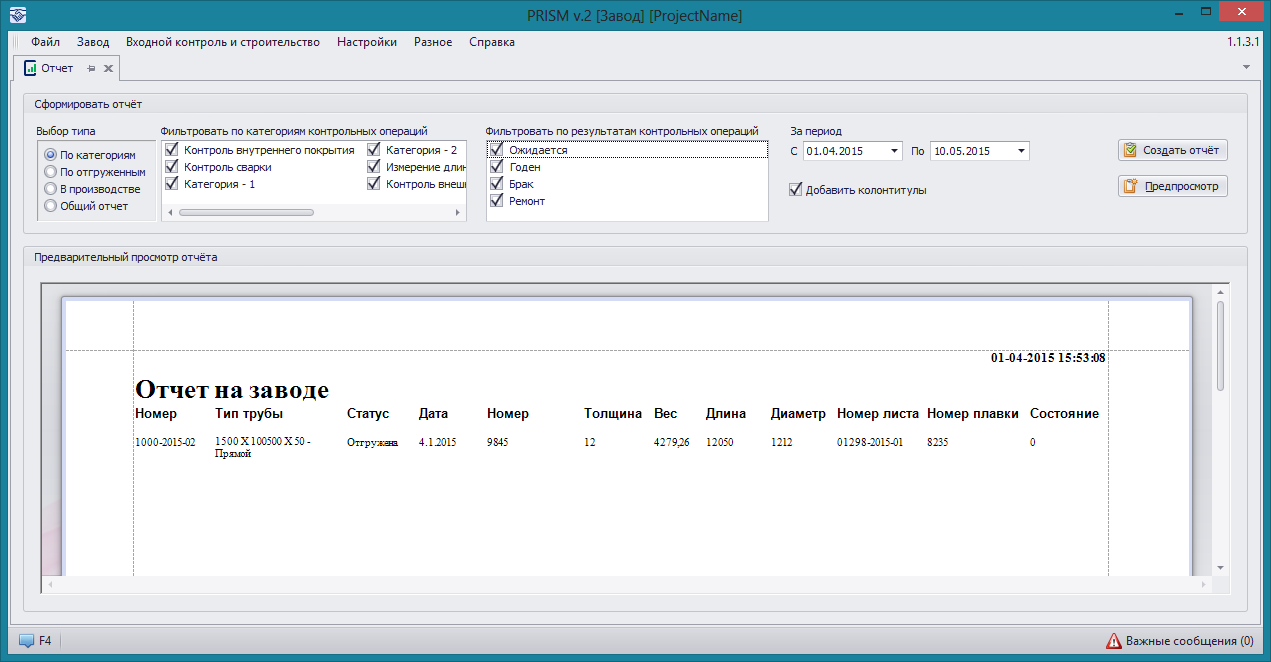 PRISM v.2 [Завод] [ProjectName]
Файл Завод Входной контроль и строительство Настройки Разное Справка 1.1.3.1
Отчет
Сформировать отчёт
Выбор типа
По категориям
По отгруженным
В производстве
Общий отчет
Фильтровать по категориям контрольных операций
Контроль внутреннего покрытия
Контроль сварки
Категория - 1
Категория - 2
Измерение длин
Контроль внеш
Фильтровать по результатам контрольных операций
Ожидается
Годен
Брак
Ремонт
За период
С 01.04.2015 По 10.05.2015
Добавить колонтитулы
Создать отчёт
Предпросмотр
Предварительный просмотр отчёта
01-04-2015 15:53:08
Отчет на заводе
Номер Тип трубы Статус Дата Номер Толщина Вес Длина Диаметр Номер листа Номер плавки Состояние
1000-2015-02 1500 X 100500 X 50 - Отгружена 4.1.2015 9845 12 4279,26 12050 1212 01298-2015-01 8235 0
Прямой
F4 Важные сообщения (0)